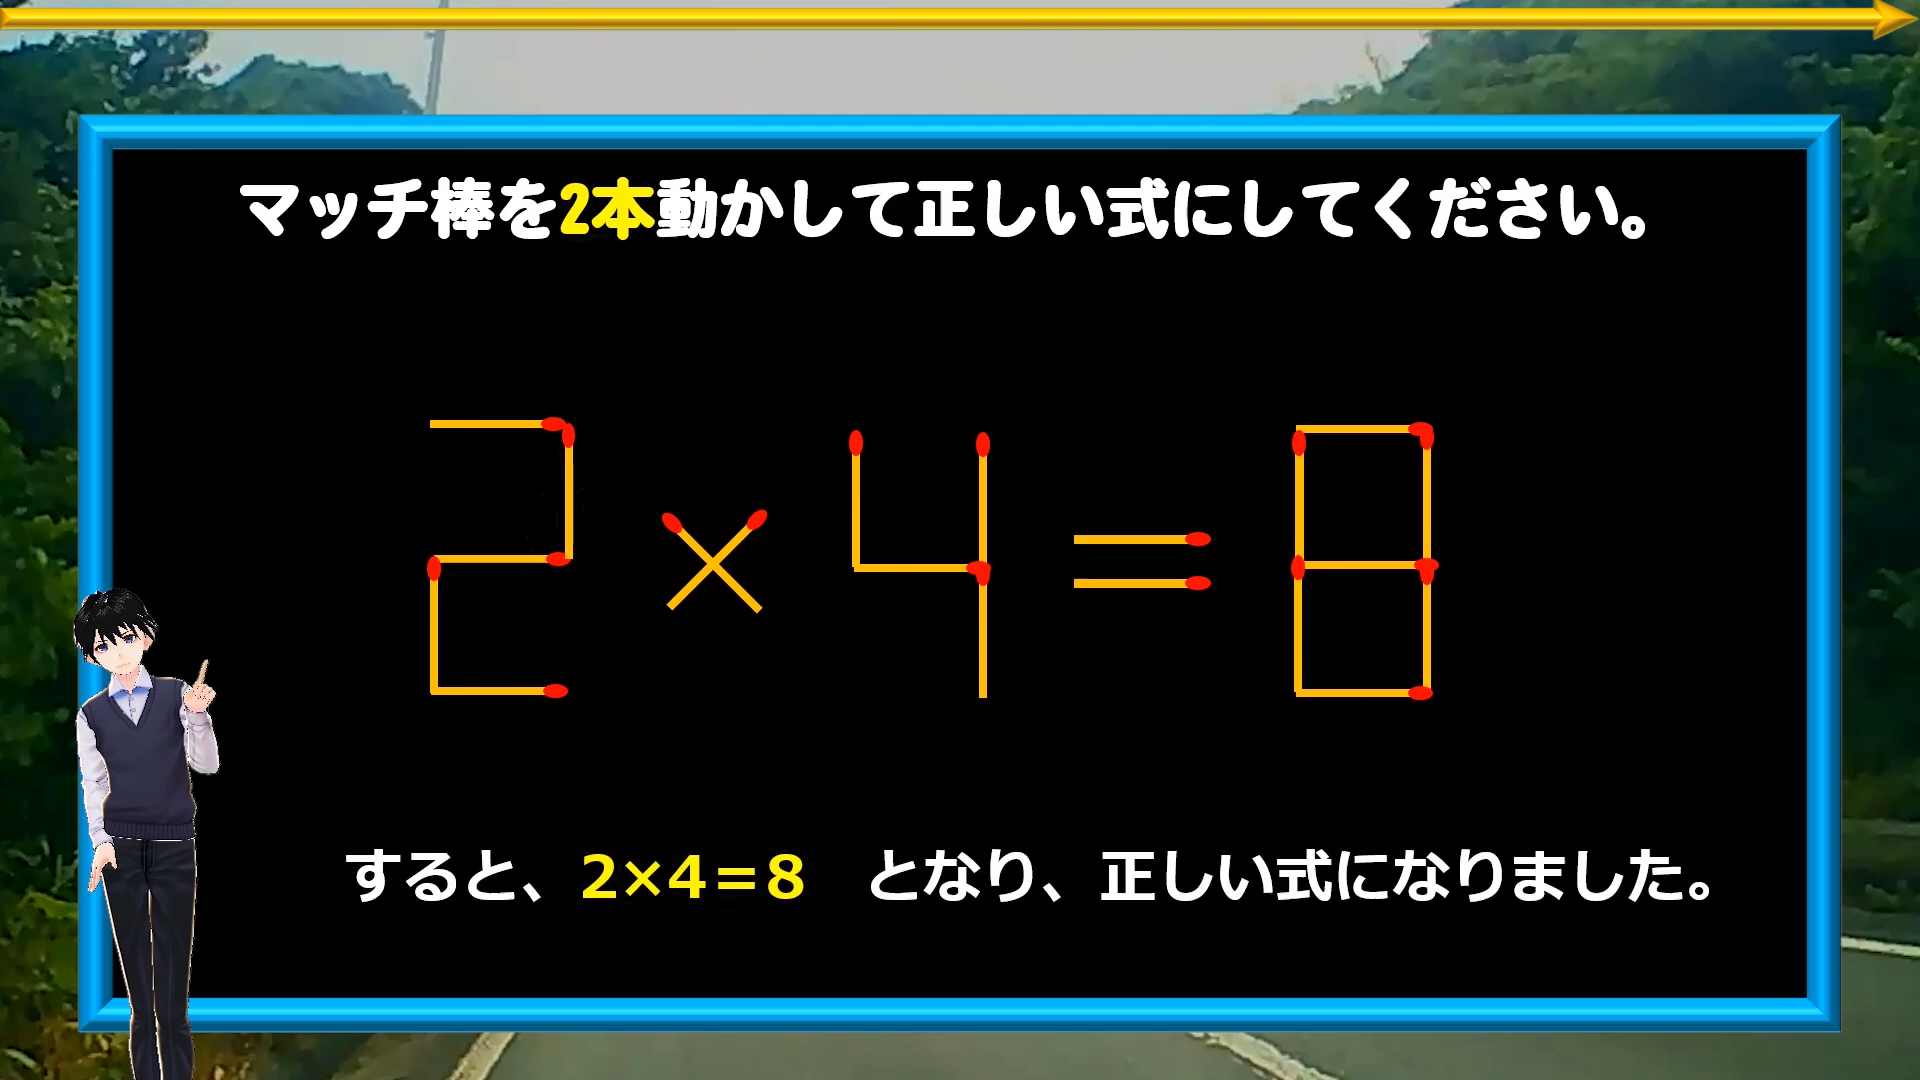 マッチ棒を2本動かして正しい式にしてください。
2×4=8
すると、2×4=8　となり、正しい式になりました。